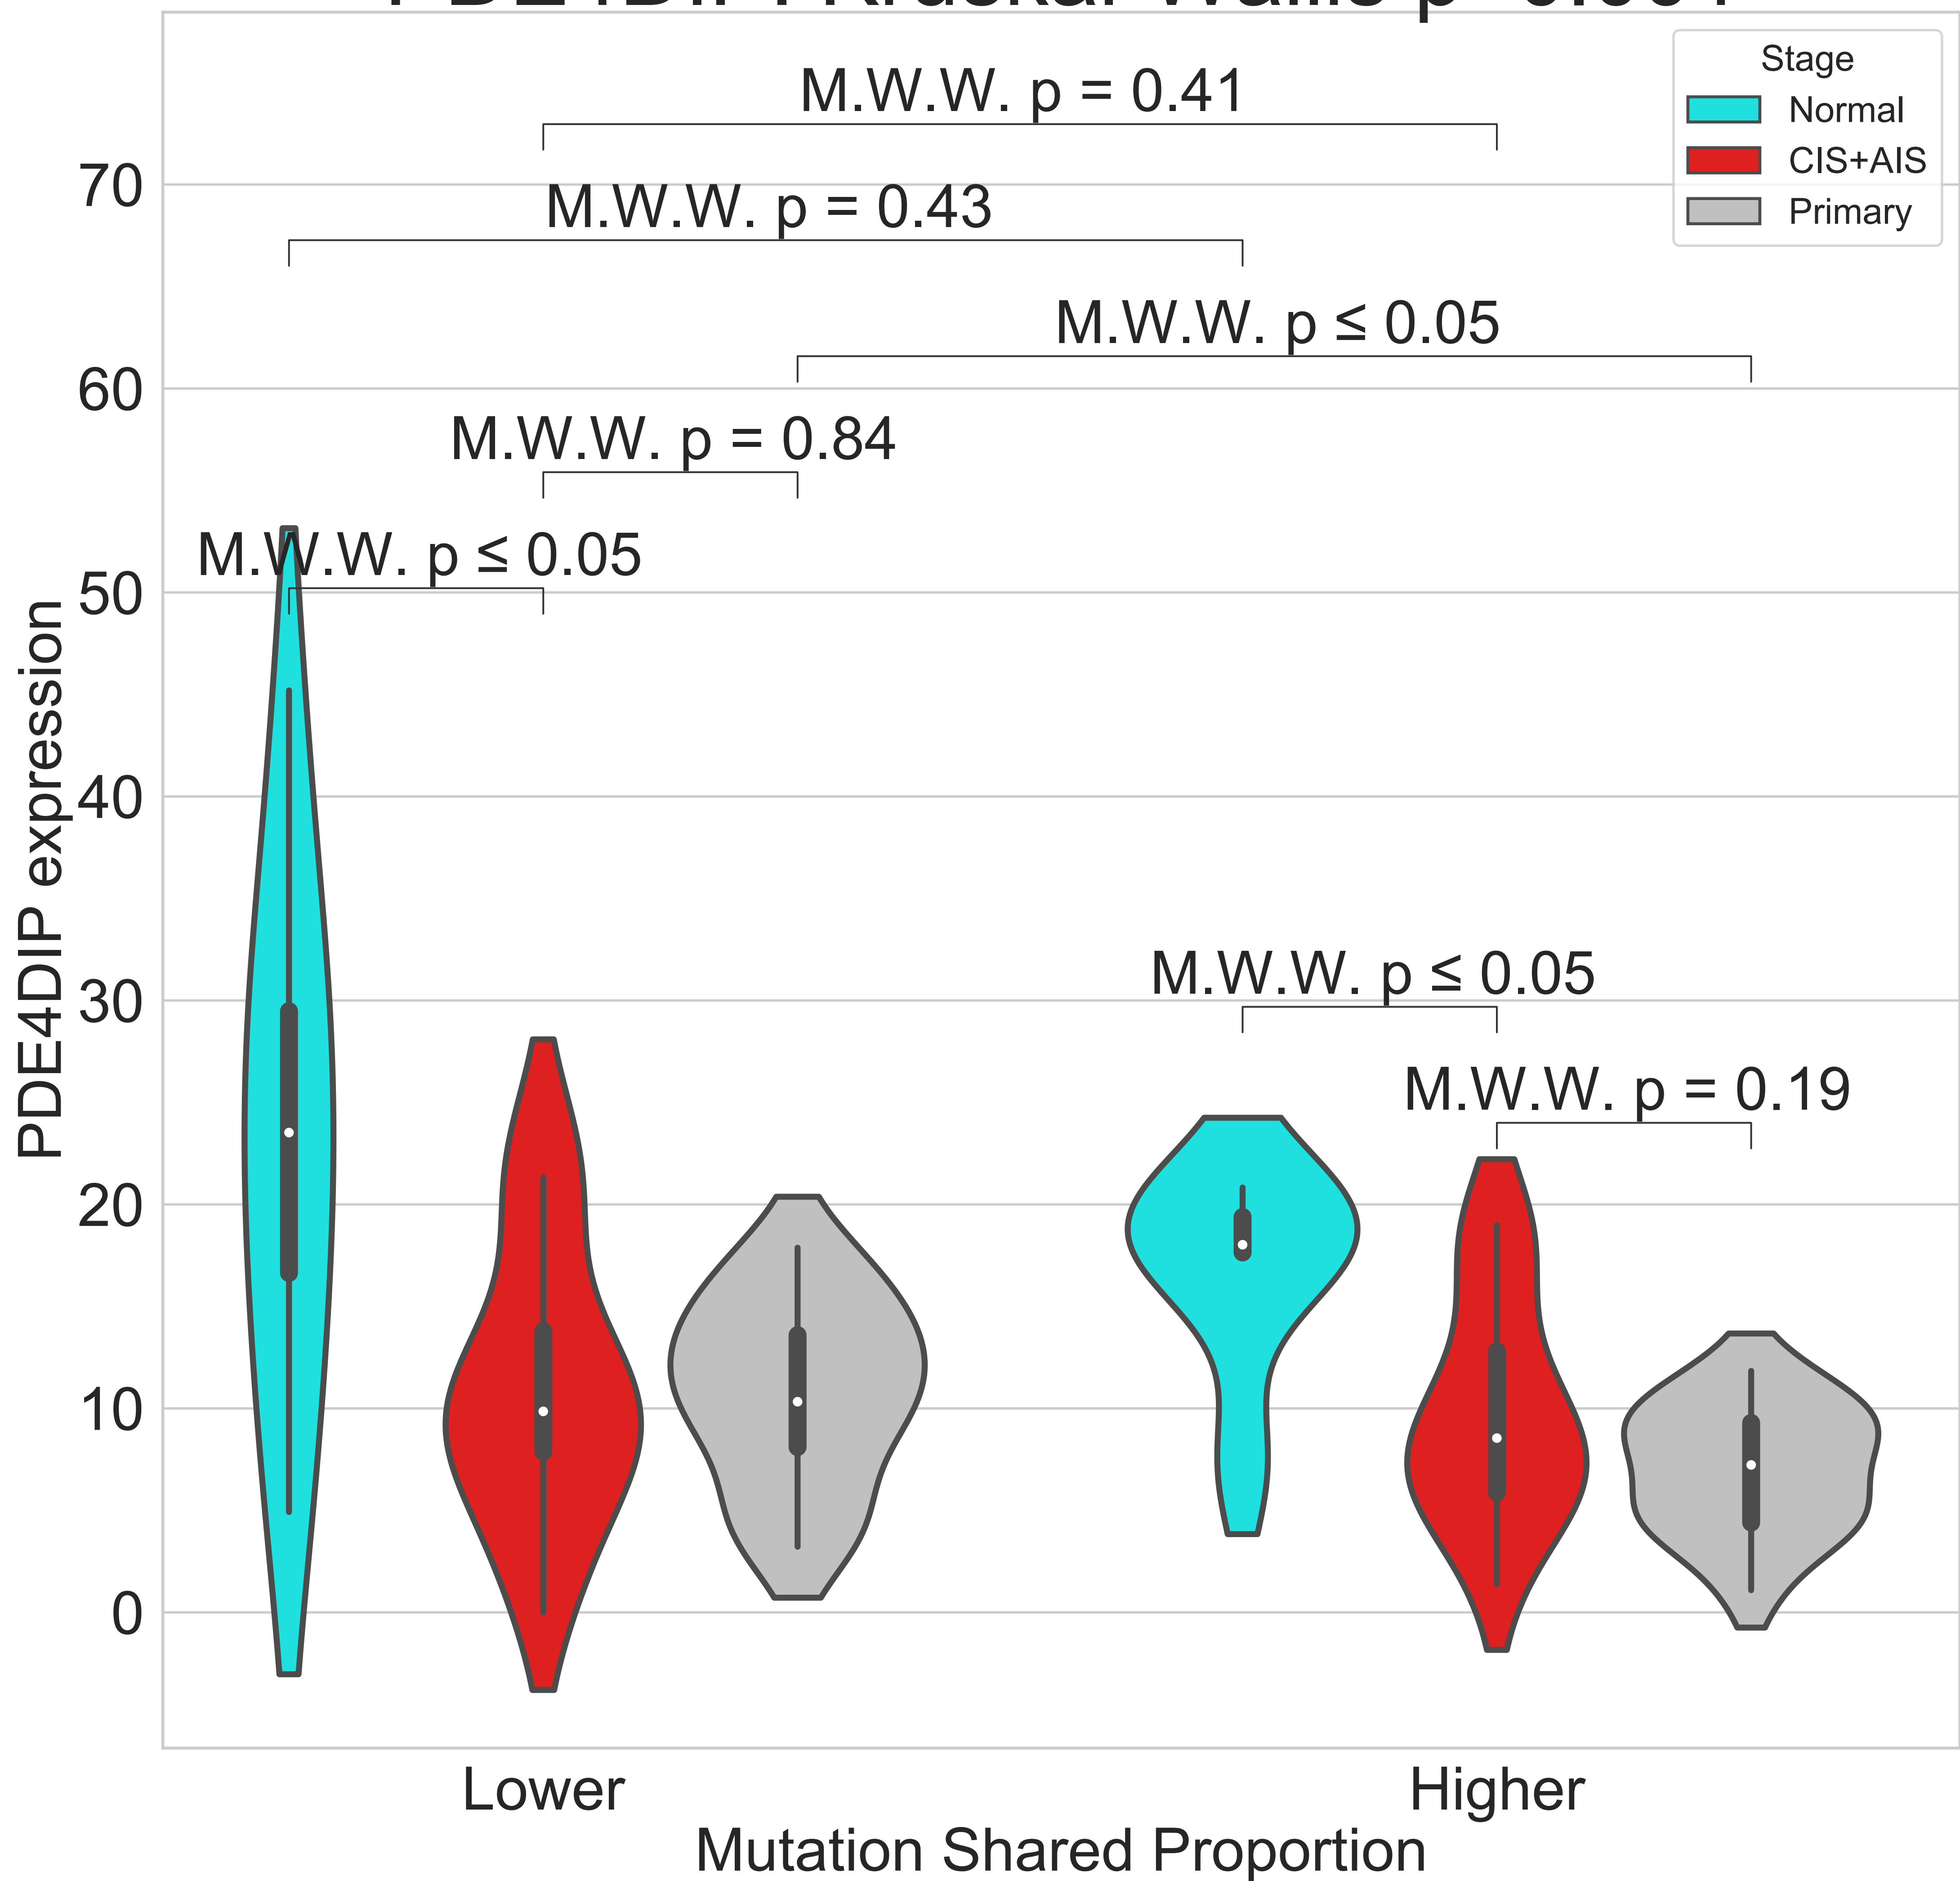 Stage
Normal
CIS+AIS
Primary
M.W.W. p = 0.41
M.W.W. p = 0.43
M.W.W. p ≤ 0.05
M.W.W. p = 0.84
M.W.W. p ≤ 0.05
M.W.W. p ≤ 0.05
M.W.W. p = 0.19
70
60
50
40
30
20
10
0
PDE4DIP expression
Lower
Higher
Mutation Shared Proportion